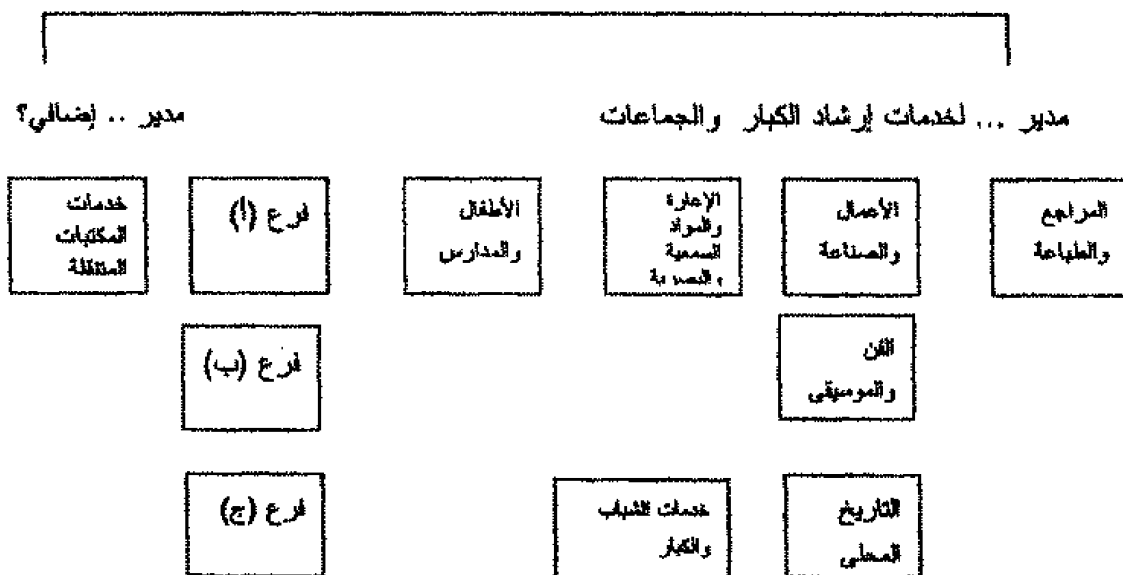 مدير ... لخدمات إرشاد الكبار والجماعات
مدير .. إضافي؟
المراجع
والطباعة
الأعمال
والصناعة
الإعارة
والمواد
السمعية
والبصرية
الأطفال
والمدارس
فرع (أ)
خدمات
المكتبات
المتنقلة
الفن
والموسيقى
فرع (ب)
التاريخ
المحلى
خدمات الشباب
والكبار
فرع (ج)